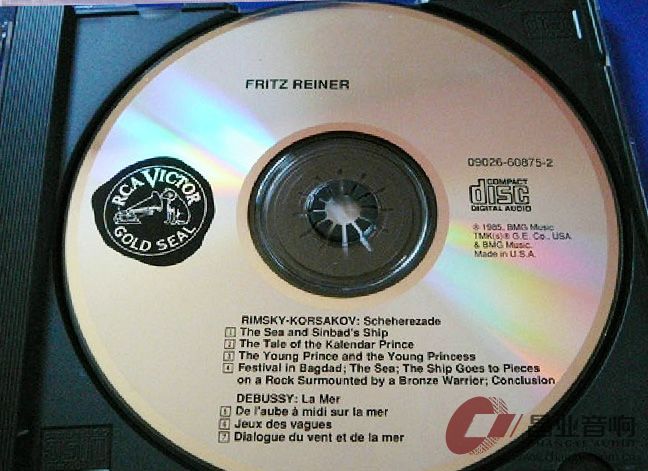 FRITZ REINER
09026-60875-2
RCA VICTOR
GOLD SEAL
COMPACT
disc
DIGITAL AUDIO
℗ 1985, BMG Music
TMK(s)® G.E. Co., USA
& BMG Music.
Made in U.S.A.
RIMSKY-KORSAKOV: Scheherezade
1 The Sea and Sinbad's Ship
2 The Tale of the Kalendar Prince
3 The Young Prince and the Young Princess
4 Festival in Bagdad; The Sea; The Ship Goes to Pieces
on a Rock Surmounted by a Bronze Warrier; Conclusion
DEBUSSY: La Mer
5 De l'aube à midi sur la mer
6 Jeux des vagues
7 Dialogue du vent et de la mer
业音响